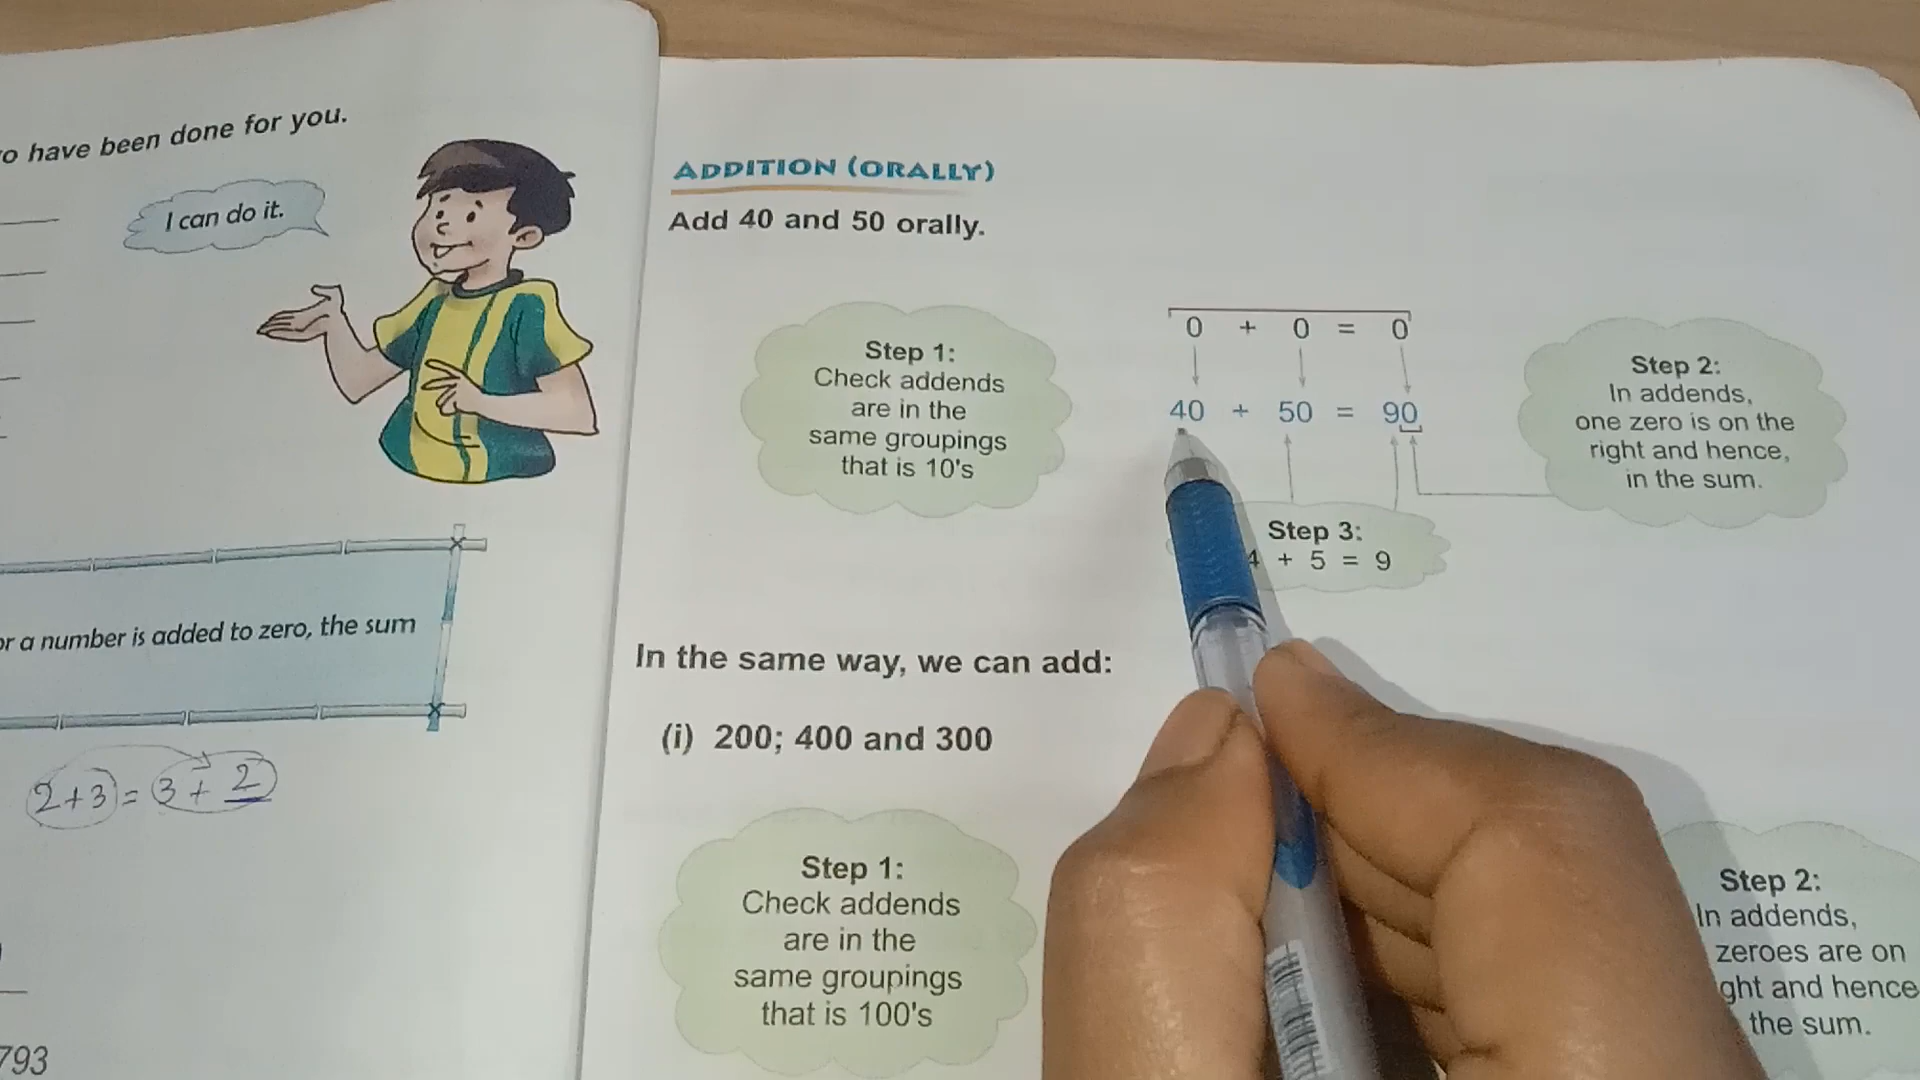 have been done for you.
I can do it.
r a number is added to zero, the sum
2+3 = 3 + 2
793
ADDITION (ORALLY)
Add 40 and 50 orally.
Step 1:
Check addends
are in the
same groupings
that is 10's
0 + 0 = 0
40 + 50 = 90
Step 2:
In addends,
one zero is on the
right and hence,
in the sum.
Step 3:
4 + 5 = 9
In the same way, we can add:
(i) 200; 400 and 300
Step 1:
Check addends
are in the
same groupings
that is 100's
Step 2:
In addends,
zeroes are on
ght and hence
the sum.